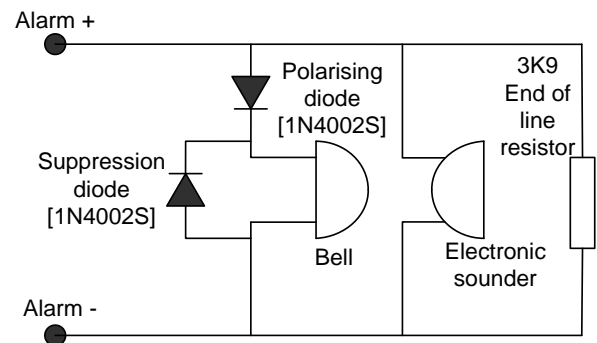 Alarm +
Polarising
diode
[1N4002S]
3K9
End of
line
resistor
Suppression
diode
[1N4002S]
Bell
Electronic
sounder
Alarm -